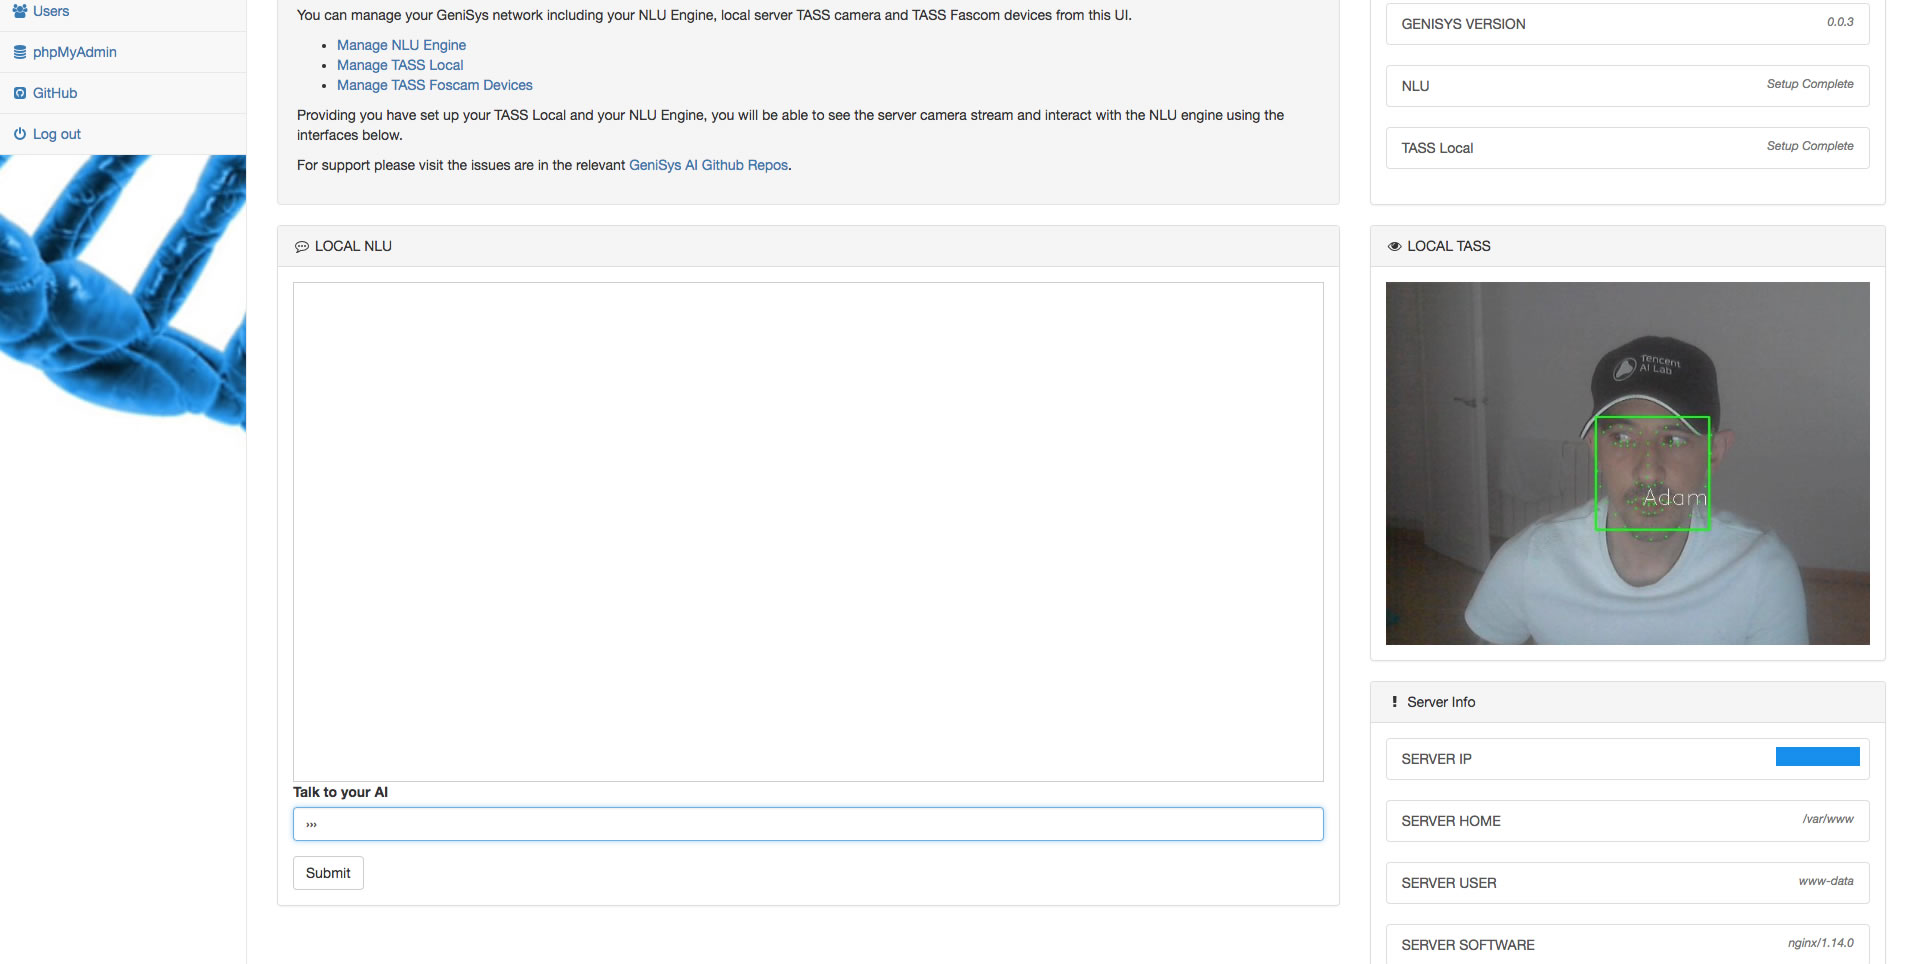 Users
phpMyAdmin
GitHub
Log out
You can manage your GeniSys network including your NLU Engine, local server TASS camera and TASS Fascom devices from this UI.
• Manage NLU Engine
• Manage TASS Local
• Manage TASS Foscam Devices
Providing you have set up your TASS Local and your NLU Engine, you will be able to see the server camera stream and interact with the NLU engine using the
interfaces below.
For support please visit the issues are in the relevant GeniSys AI Github Repos.
LOCAL NLU
Talk to your AI
›››
Submit
GENISYS VERSION 0.0.3
NLU Setup Complete
TASS Local Setup Complete
LOCAL TASS
Tencent
AI Lab
Adam
Server Info
SERVER IP
SERVER HOME /var/www
SERVER USER www-data
SERVER SOFTWARE nginx/1.14.0